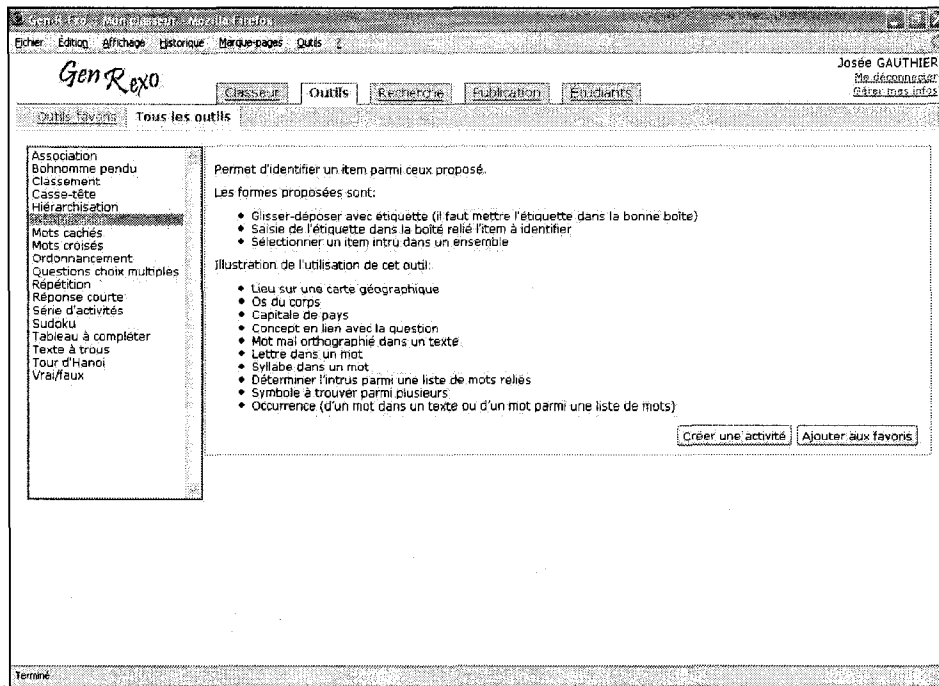 Gen-R-Exo : Mon classeur - Mozilla Firefox
Fichier Édition Affichage Historique Marque-pages Outils ?
Gen R exo
Josée GAUTHIER
Me déconnecter
Gérer mes infos
Classeur Outils Recherche Publication Étudiants
Outils favoris Tous les outils
Association
Bohnomme pendu
Classement
Casse-tête
Hiérarchisation
Mots cachés
Mots croisés
Ordonnancement
Questions choix multiples
Répétition
Réponse courte
Série d'activités
Sudoku
Tableau à compléter
Texte à trous
Tour d'Hanoi
Vrai/faux
Permet d'identifier un item parmi ceux proposé.
Les formes proposées sont:
• Glisser-déposer avec étiquette (il faut mettre l'étiquette dans la bonne boîte)
• Saisie de l'étiquette dans la boîte relié l'item à identifier
• Sélectionner un item intru dans un ensemble
Illustration de l'utilisation de cet outil:
• Lieu sur une carte géographique
• Os du corps
• Capitale de pays
• Concept en lien avec la question
• Mot mal orthographié dans un texte
• Lettre dans un mot
• Syllabe dans un mot
• Déterminer l'intrus parmi une liste de mots reliés
• Symbole à trouver parmi plusieurs
• Occurrence (d'un mot dans un texte ou d'un mot parmi une liste de mots)
Créer une activité Ajouter aux favoris
Terminé